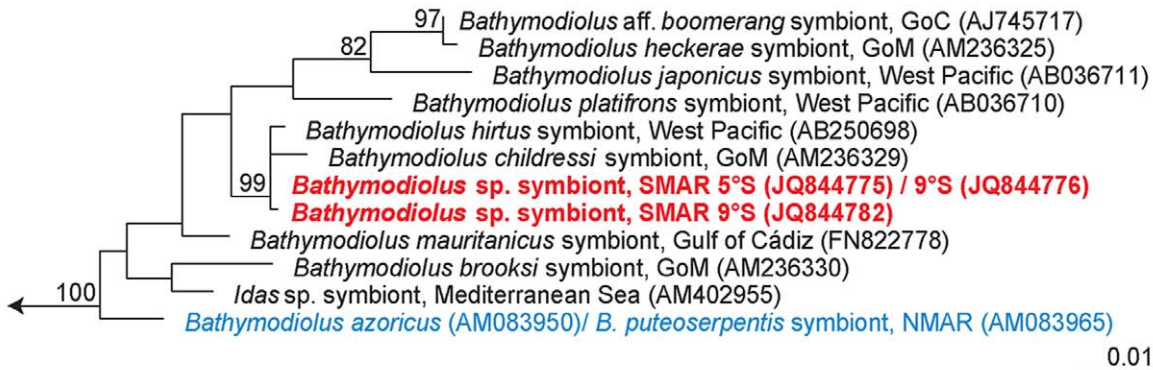 97 Bathymodiolus aff. boomerang symbiont, GoC (AJ745717)
82 Bathymodiolus heckerae symbiont, GoM (AM236325)
Bathymodiolus japonicus symbiont, West Pacific (AB036711)
Bathymodiolus platifrons symbiont, West Pacific (AB036710)
Bathymodiolus hirtus symbiont, West Pacific (AB250698)
Bathymodiolus childressi symbiont, GoM (AM236329)
99 Bathymodiolus sp. symbiont, SMAR 5°S (JQ844775) / 9°S (JQ844776)
Bathymodiolus sp. symbiont, SMAR 9°S (JQ844782)
Bathymodiolus mauritanicus symbiont, Gulf of Cádiz (FN822778)
Bathymodiolus brooksi symbiont, GoM (AM236330)
100 Idas sp. symbiont, Mediterranean Sea (AM402955)
Bathymodiolus azoricus (AM083950)/ B. puteoserpentis symbiont, NMAR (AM083965)
0.01